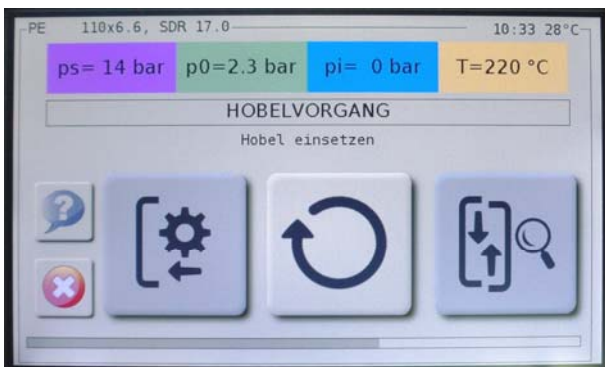 PE 110x6.6, SDR 17.0 10:33 28°C
ps= 14 bar p0=2.3 bar pi= 0 bar T=220 °C
HOBELVORGANG
Hobel einsetzen
?